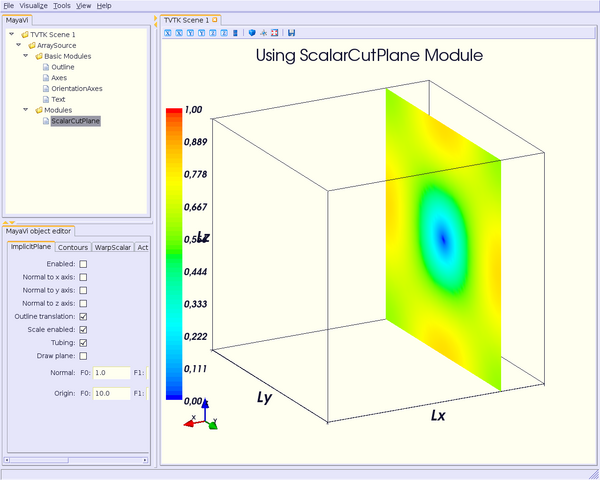 File Visualize Tools View Help
MayaVi
TVTK Scene 1
ArraySource
Basic Modules
Outline
Axes
OrientationAxes
Text
Modules
ScalarCutPlane
MayaVi object editor
ImplicitPlane Contours WarpScalar Act
Enabled:
Normal to x axis:
Normal to y axis:
Normal to z axis:
Outline translation:
Scale enabled:
Tubing:
Draw plane:
Normal: F0: 1.0 F1:
Origin: F0: 10.0 F1:
TVTK Scene 1
Using ScalarCutPlane Module
1,00
0,889
0,778
0,667
Lz
0,444
0,333
0,222
0,111
0,00
Ly
Lx
x